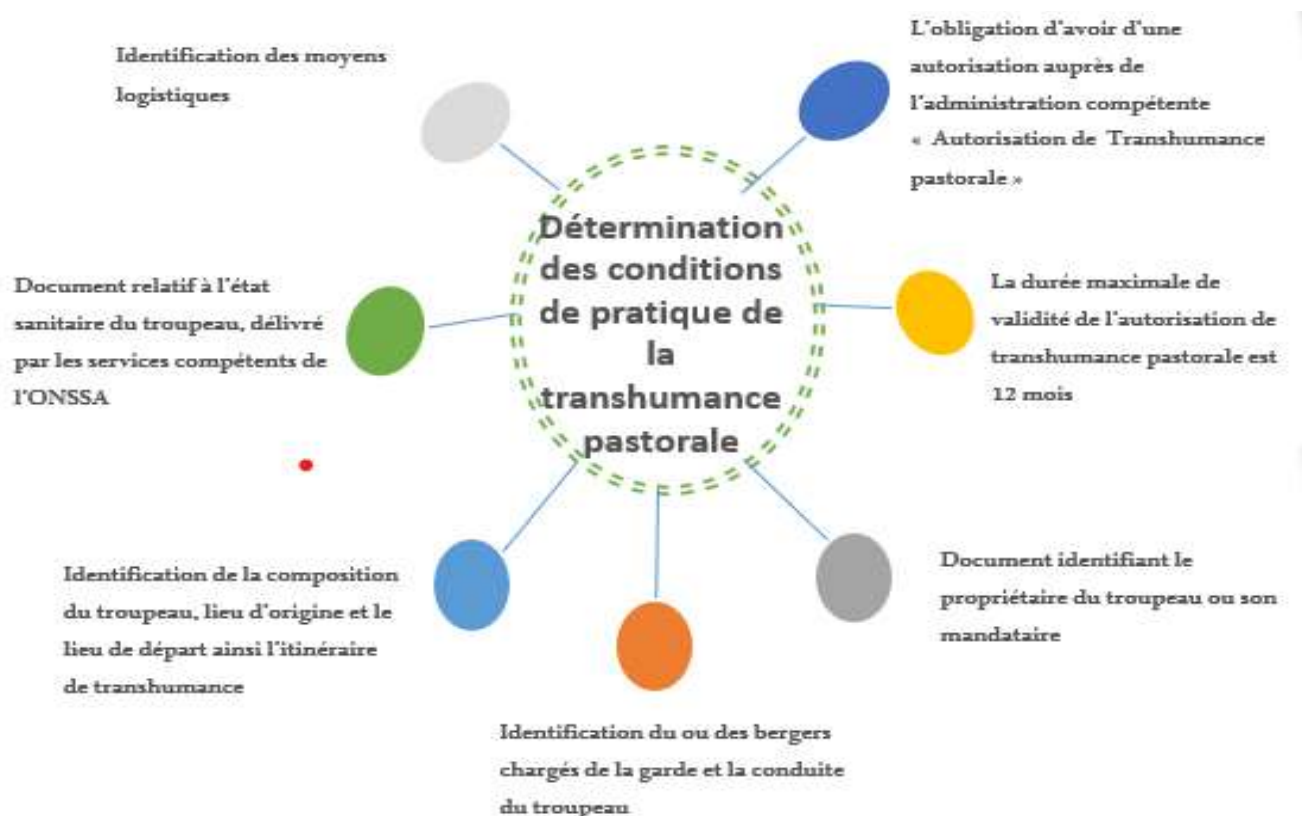 Identification des moyens
logistiques
L'obligation d'avoir d'une
autorisation auprès de
l'administration compétente
« Autorisation de Transhumance
pastorale »
Détermination
des conditions
de pratique de
la
transhumance
pastorale
Document relatif à l'état
sanitaire du troupeau, délivré
par les services compétents de
l'ONSSA
La durée maximale de
validité de l'autorisation de
transhumance pastorale est
12 mois
Identification de la composition
du troupeau, lieu d'origine et le
lieu de départ ainsi l'itinéraire
de transhumance
Document identifiant le
propriétaire du troupeau ou son
mandataire
Identification du ou des bergers
chargés de la garde et la conduite
du troupeau